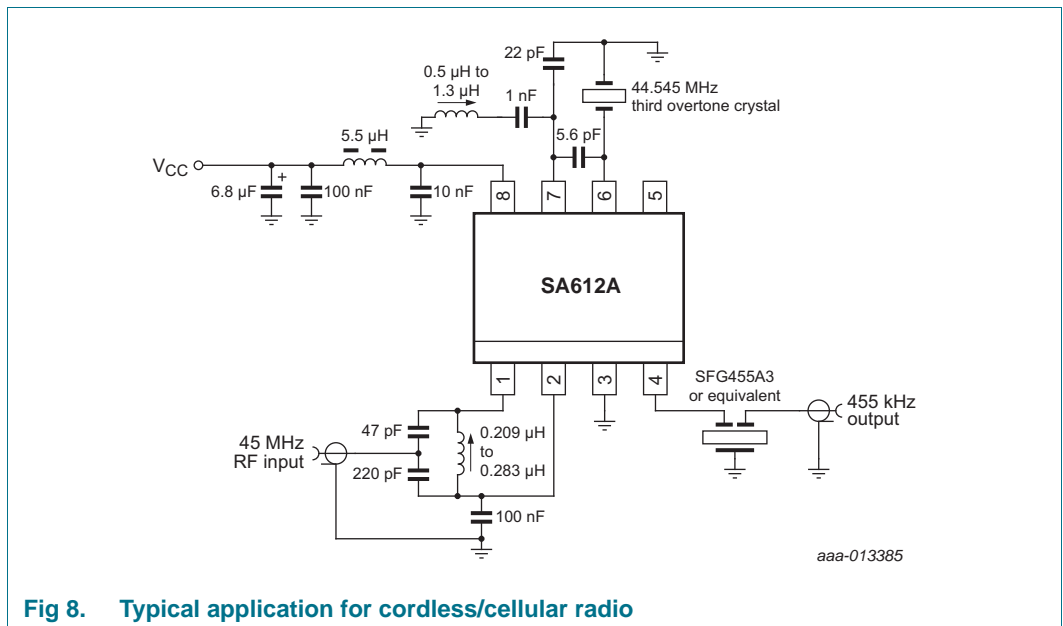 22 pF
0.5 μH to
1.3 μH
1 nF
44.545 MHz
third overtone crystal
5.5 μH
5.6 pF
VCC
6.8 μF
+
100 nF
10 nF
8
7
6
5
SA612A
1
2
3
4
SFG455A3
or equivalent
455 kHz
output
47 pF
0.209 μH
to
0.283 μH
45 MHz
RF input
220 pF
100 nF
aaa-013385
Fig 8. Typical application for cordless/cellular radio